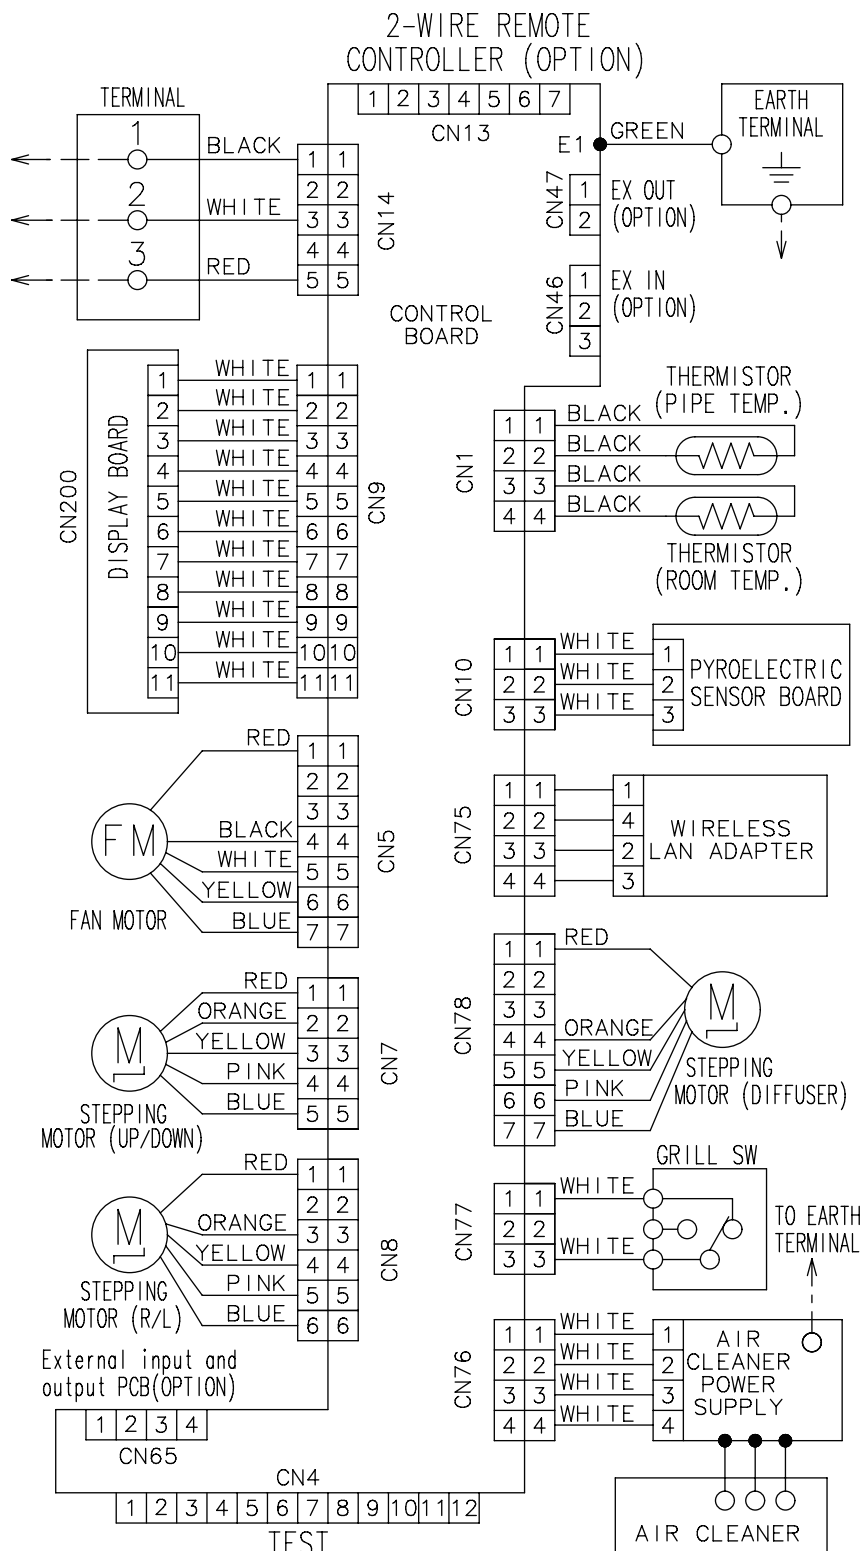 2-WIRE REMOTE
CONTROLLER (OPTION)
1 2 3 4 5 6 7
CN13
TERMINAL
1
BLACK
2
WHITE
3
RED
1 1
2 2
3 3
4 4
5 5
CN14
E1
GREEN
EARTH
TERMINAL
CN47
1
2
EX OUT
(OPTION)
CN46
1
2
3
EX IN
(OPTION)
CONTROL
BOARD
CN200
DISPLAY BOARD
1 WHITE 1 1
2 WHITE 2 2
3 WHITE 3 3
4 WHITE 4 4
5 WHITE 5 5
6 WHITE 6 6
7 WHITE 7 7
8 WHITE 8 8
9 WHITE 9 9
10 WHITE 10 10
11 WHITE 11 11
CN9
THERMISTOR
(PIPE TEMP.)
CN1
1 1 BLACK
2 2 BLACK
3 3 BLACK
4 4 BLACK
THERMISTOR
(ROOM TEMP.)
CN10
1 1 WHITE 1
2 2 WHITE 2
3 3 WHITE 3
PYROELECTRIC
SENSOR BOARD
FM
FAN MOTOR
RED 1 1
2 2
3 3
BLACK 4 4
WHITE 5 5
YELLOW 6 6
BLUE 7 7
CN5
CN75
1 1 1
2 2 4
3 3 2
4 4 3
WIRELESS
LAN ADAPTER
M
STEPPING
MOTOR (UP/DOWN)
RED 1 1
ORANGE 2 2
YELLOW 3 3
PINK 4 4
BLUE 5 5
CN7
CN78
1 1 RED
2 2
3 3
4 4 ORANGE
5 5 YELLOW
6 6 PINK
7 7 BLUE
M
STEPPING
MOTOR (DIFFUSER)
M
STEPPING
MOTOR (R/L)
RED 1 1
2 2
ORANGE 3 3
YELLOW 4 4
PINK 5 5
BLUE 6 6
CN8
GRILL SW
CN77
1 1 WHITE
2 2
3 3 WHITE
TO EARTH
TERMINAL
CN76
1 1 WHITE 1
2 2 WHITE 2
3 3 WHITE 3
4 4 WHITE 4
AIR
CLEANER
POWER
SUPPLY
External input and
output PCB(OPTION)
1 2 3 4
CN65
CN4
1 2 3 4 5 6 7 8 9 10 11 12
TEST
AIR CLEANER